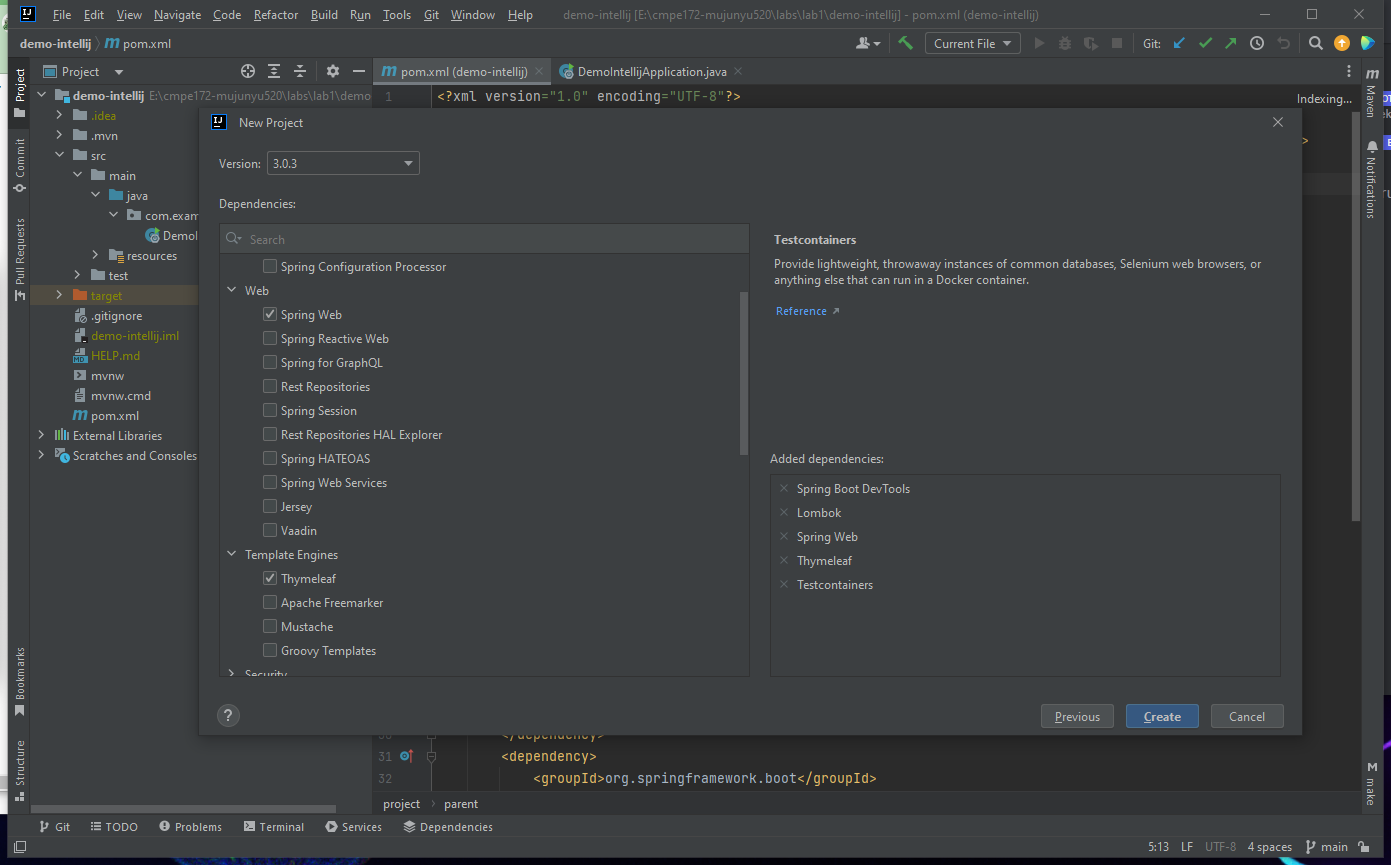 File Edit View Navigate Code Refactor Build Run Tools Git Window Help demo-intellij [E:\cmpe172-mujunyu520\labs\lab1\demo-intellij] - pom.xml (demo-intellij)
demo-intellij pom.xml Current File Git:
Project pom.xml (demo-intellij) DemoIntellijApplication.java
demo-intellij E:\cmpe172-mujunyu520\labs\lab1\demo
1 <?xml version="1.0" encoding="UTF-8"?>
Indexing...
.idea
.mvn
src
main
java
com.exam
DemoI
resources
test
target
.gitignore
demo-intellij.iml
HELP.md
mvnw
mvnw.cmd
pom.xml
External Libraries
Scratches and Consoles
Project
Commit
Pull Requests
Bookmarks
Structure
New Project
Version: 3.0.3
Dependencies:
Search
Spring Configuration Processor
Web
Spring Web
Spring Reactive Web
Spring for GraphQL
Rest Repositories
Spring Session
Rest Repositories HAL Explorer
Spring HATEOAS
Spring Web Services
Jersey
Vaadin
Template Engines
Thymeleaf
Apache Freemarker
Mustache
Groovy Templates
Security
Testcontainers
Provide lightweight, throwaway instances of common databases, Selenium web browsers, or
anything else that can run in a Docker container.
Reference
Added dependencies:
Spring Boot DevTools
Lombok
Spring Web
Thymeleaf
Testcontainers
? Previous Create Cancel
Maven
Notifications
make
30 </dependency>
31 <dependency>
32 <groupId>org.springframework.boot</groupId>
project parent
Git TODO Problems Terminal Services Dependencies
5:13 LF UTF-8 4 spaces main